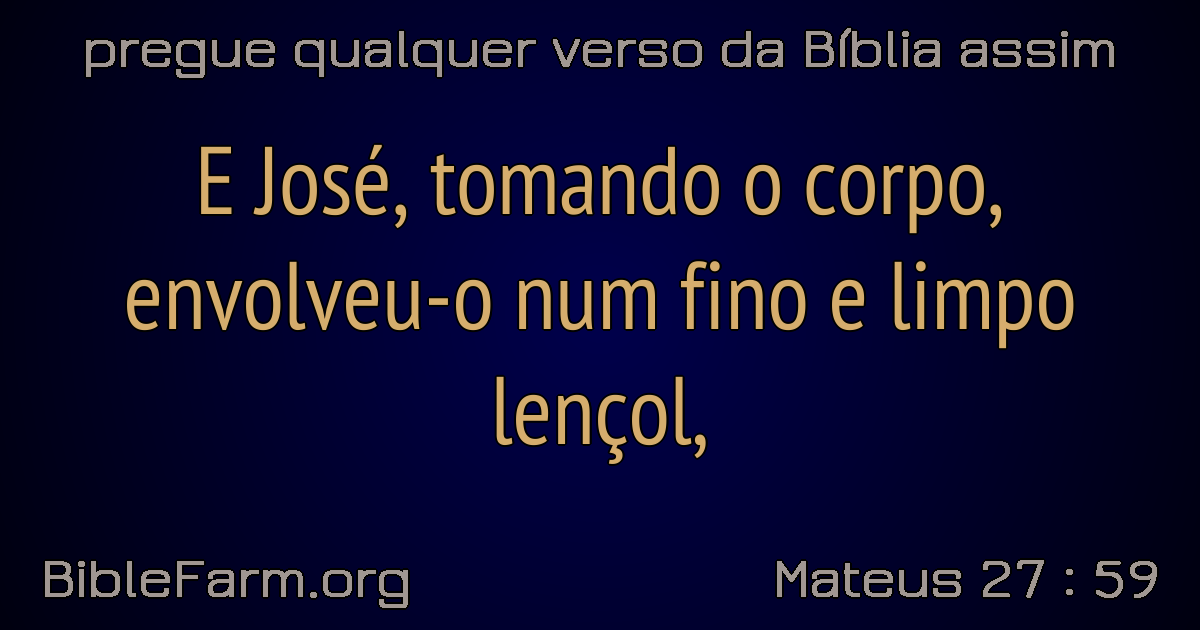 pregue qualquer verso da Bíblia assim
E José, tomando o corpo,
envolveu-o num fino e limpo
lençol,
BibleFarm.org
Mateus 27 : 59